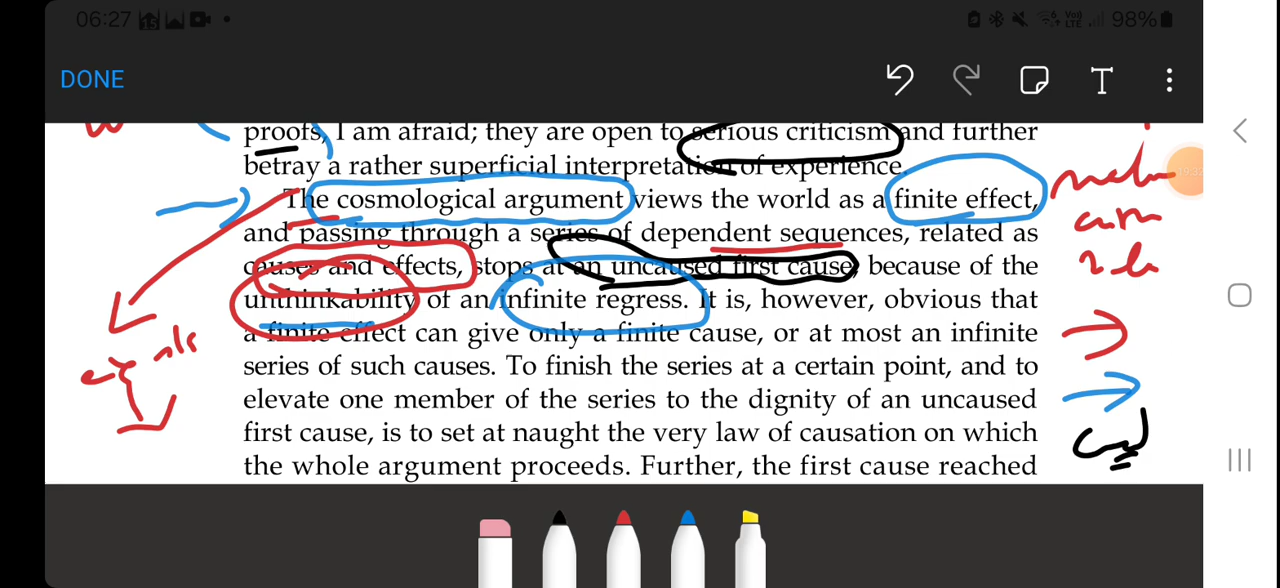 06:27
98%
DONE
proofs, I am afraid; they are open to serious criticism and further
betray a rather superficial interpretation of experience.
The cosmological argument views the world as a finite effect,
and passing through a series of dependent sequences, related as
causes and effects, stops at an uncaused first cause, because of the
unthinkability of an infinite regress. It is, however, obvious that
a finite effect can give only a finite cause, or at most an infinite
series of such causes. To finish the series at a certain point, and to
elevate one member of the series to the dignity of an uncaused
first cause, is to set at naught the very law of causation on which
the whole argument proceeds. Further, the first cause reached